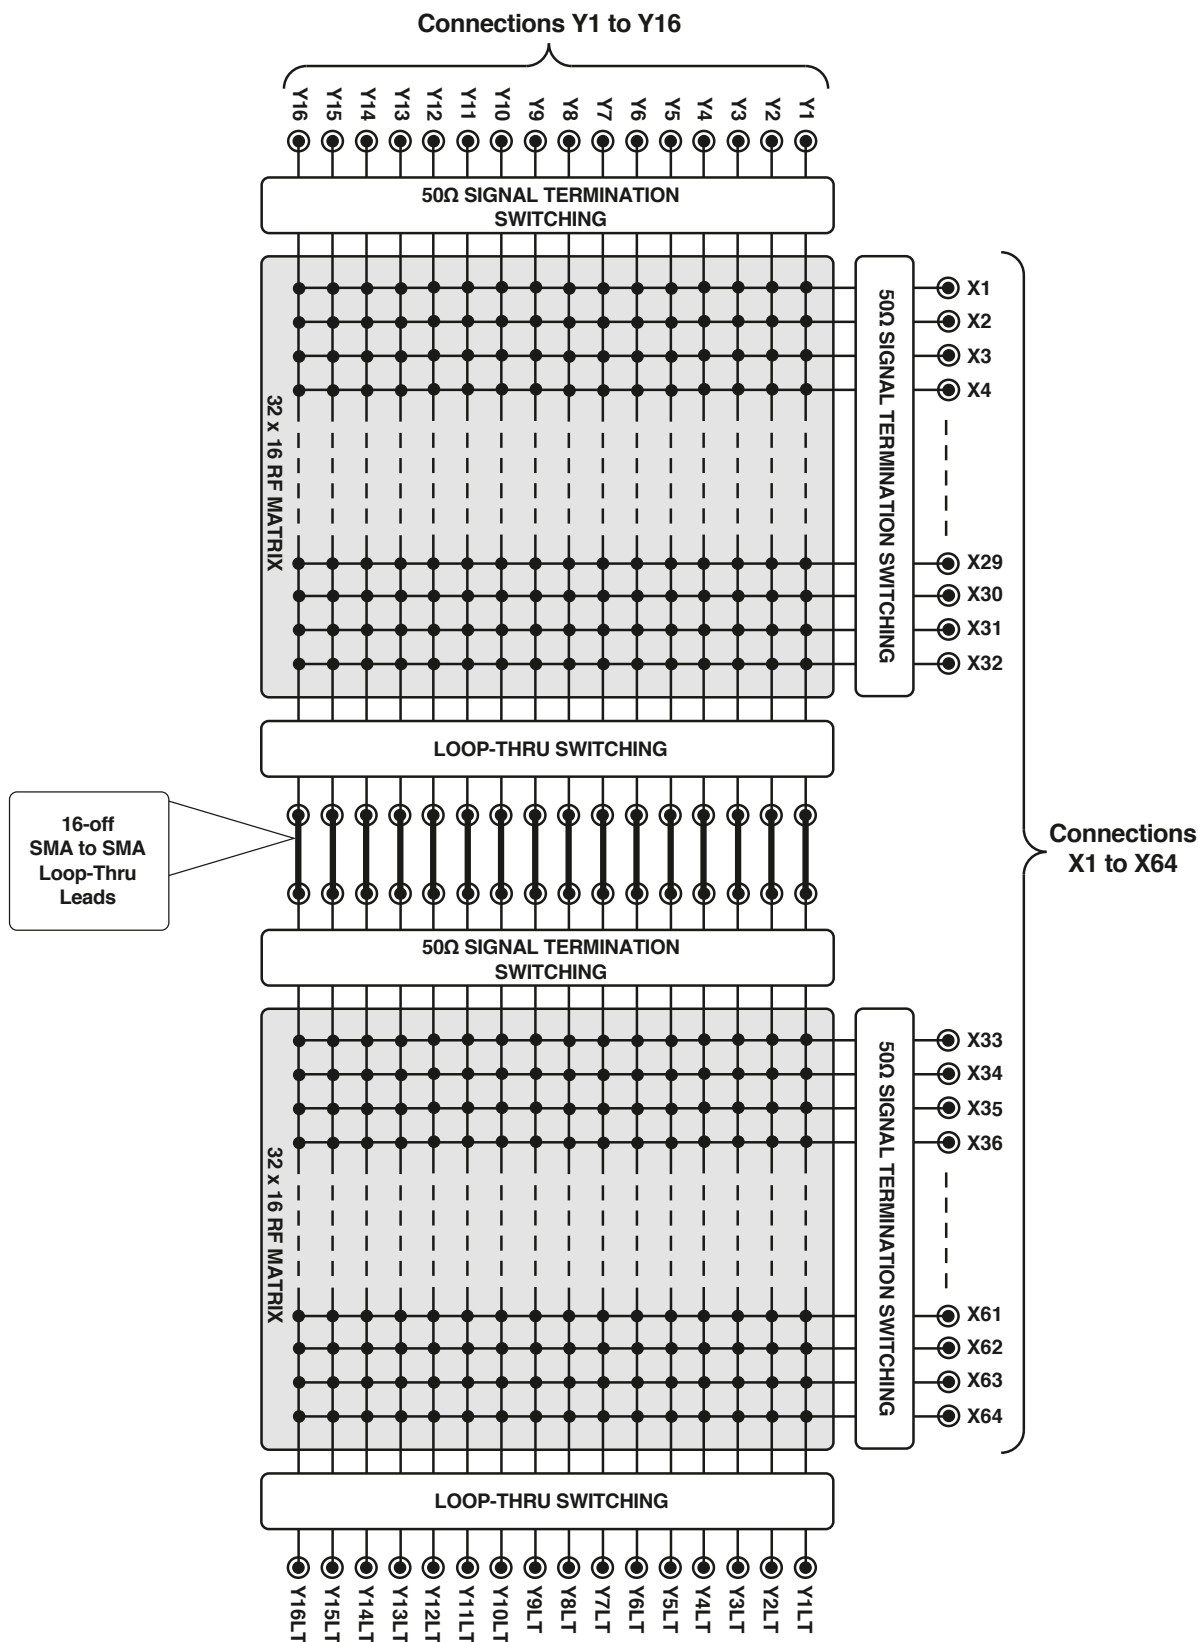 Connections Y1 to Y16
Y16 Y15 Y14 Y13 Y12 Y11 Y10 Y9 Y8 Y7 Y6 Y5 Y4 Y3 Y2 Y1
50Ω SIGNAL TERMINATION
SWITCHING
32 x 16 RF MATRIX
50Ω SIGNAL TERMINATION SWITCHING
X1
X2
X3
X4
X29
X30
X31
X32
LOOP-THRU SWITCHING
16-off
SMA to SMA
Loop-Thru
Leads
Connections
X1 to X64
50Ω SIGNAL TERMINATION
SWITCHING
32 x 16 RF MATRIX
50Ω SIGNAL TERMINATION SWITCHING
X33
X34
X35
X36
X61
X62
X63
X64
LOOP-THRU SWITCHING
Y16LT Y15LT Y14LT Y13LT Y12LT Y11LT Y10LT Y9LT Y8LT Y7LT Y6LT Y5LT Y4LT Y3LT Y2LT Y1LT